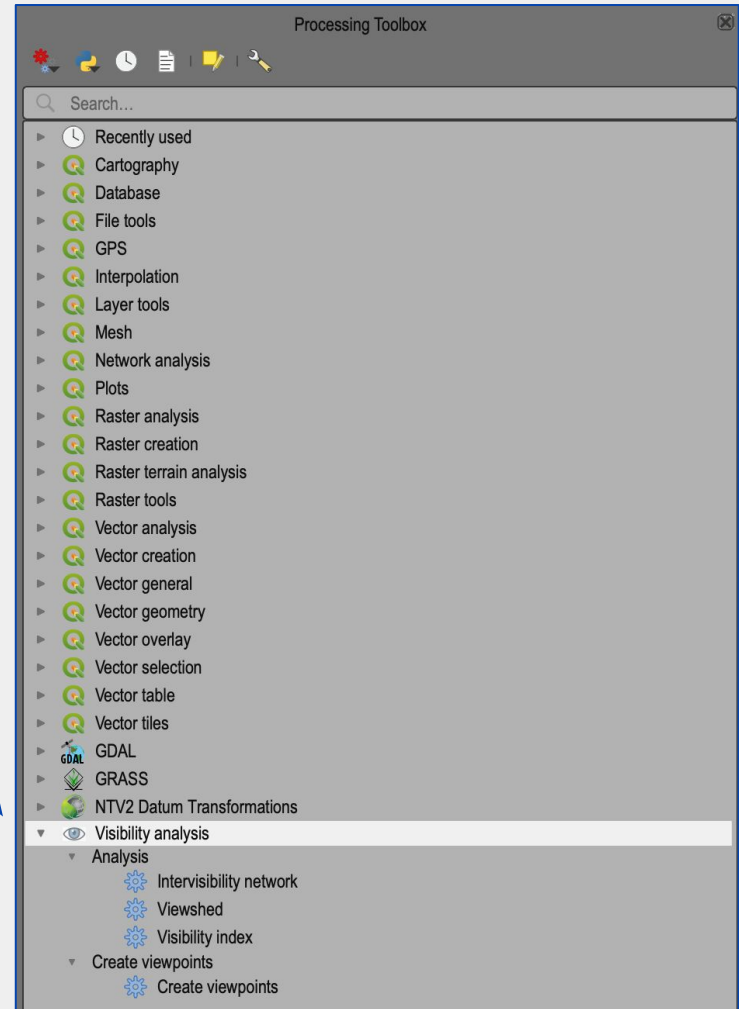 Processing Toolbox
Search...
Recently used
Cartography
Database
File tools
GPS
Interpolation
Layer tools
Mesh
Network analysis
Plots
Raster analysis
Raster creation
Raster terrain analysis
Raster tools
Vector analysis
Vector creation
Vector general
Vector geometry
Vector overlay
Vector selection
Vector table
Vector tiles
GDAL GDAL
GRASS
NTV2 Datum Transformations
Visibility analysis
Analysis
Intervisibility network
Viewshed
Visibility index
Create viewpoints
Create viewpoints